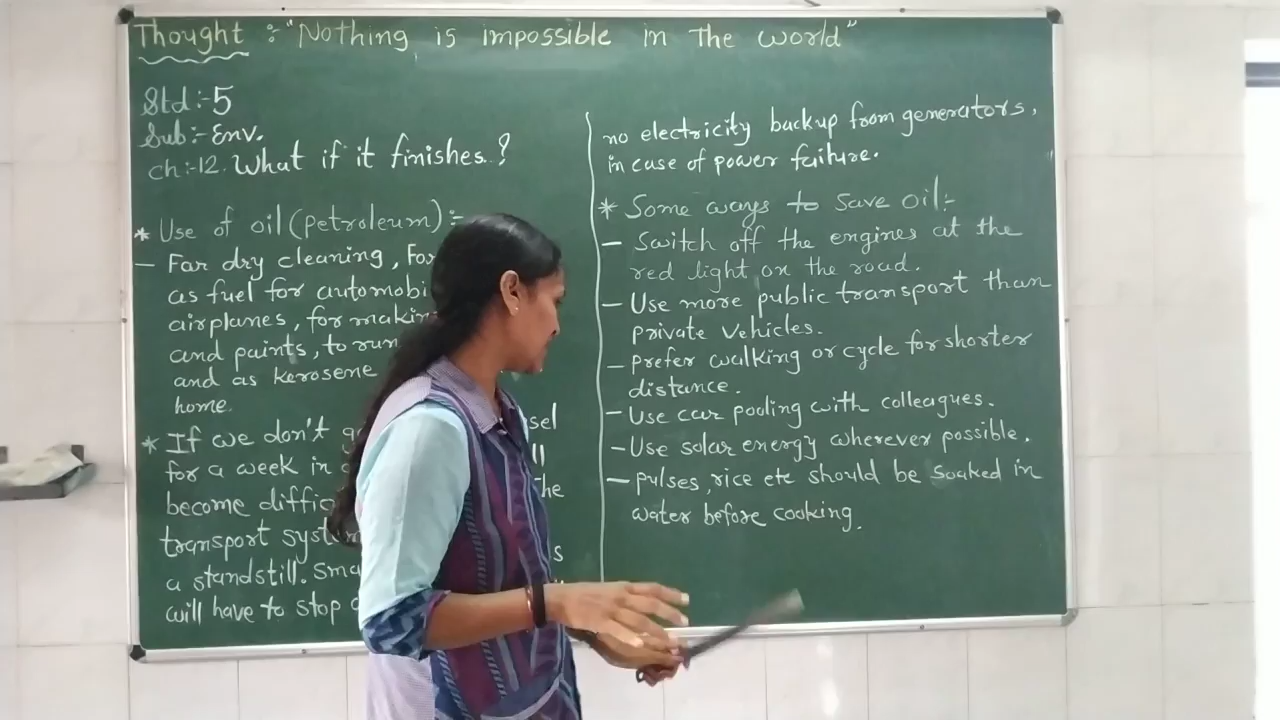 Thought :- "Nothing is impossible in the world"
Std :- 5
Sub :- Env.
Ch :- 12. What if it finishes..?
* Use of oil (petroleum) :-
- For dry cleaning, For
as fuel for automobi
airplanes, for makin
and paints, to run
and as kerosene
home.
* If we don't g sel
for a week in ll
become diffic the
transport system
a standstill. Sma s
will have to stop
no electricity backup from generators,
in case of power failure.
* Some ways to save oil :-
- Switch off the engines at the
red light on the road.
- Use more public transport than
private vehicles.
- prefer walking or cycle for shorter
distance.
- Use car pooling with colleagues.
- Use solar energy wherever possible.
- pulses, rice etc should be soaked in
water before cooking.